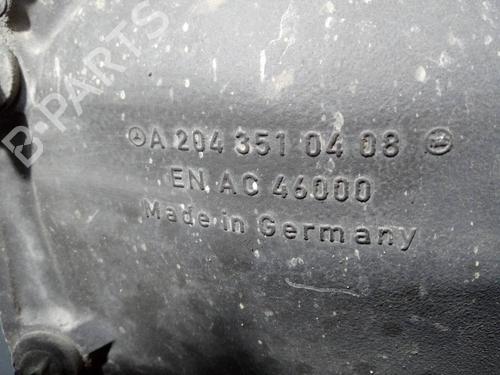 A 204 351 04 08
EN AC 46000
Made in Germany
B-PARTS